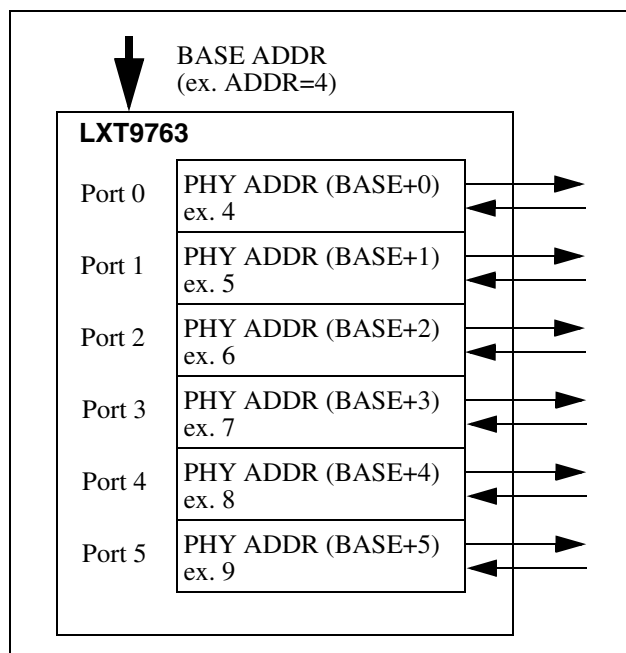 BASE ADDR
(ex. ADDR=4)
LXT9763
Port 0
PHY ADDR (BASE+0)
ex. 4
Port 1
PHY ADDR (BASE+1)
ex. 5
Port 2
PHY ADDR (BASE+2)
ex. 6
Port 3
PHY ADDR (BASE+3)
ex. 7
Port 4
PHY ADDR (BASE+4)
ex. 8
Port 5
PHY ADDR (BASE+5)
ex. 9